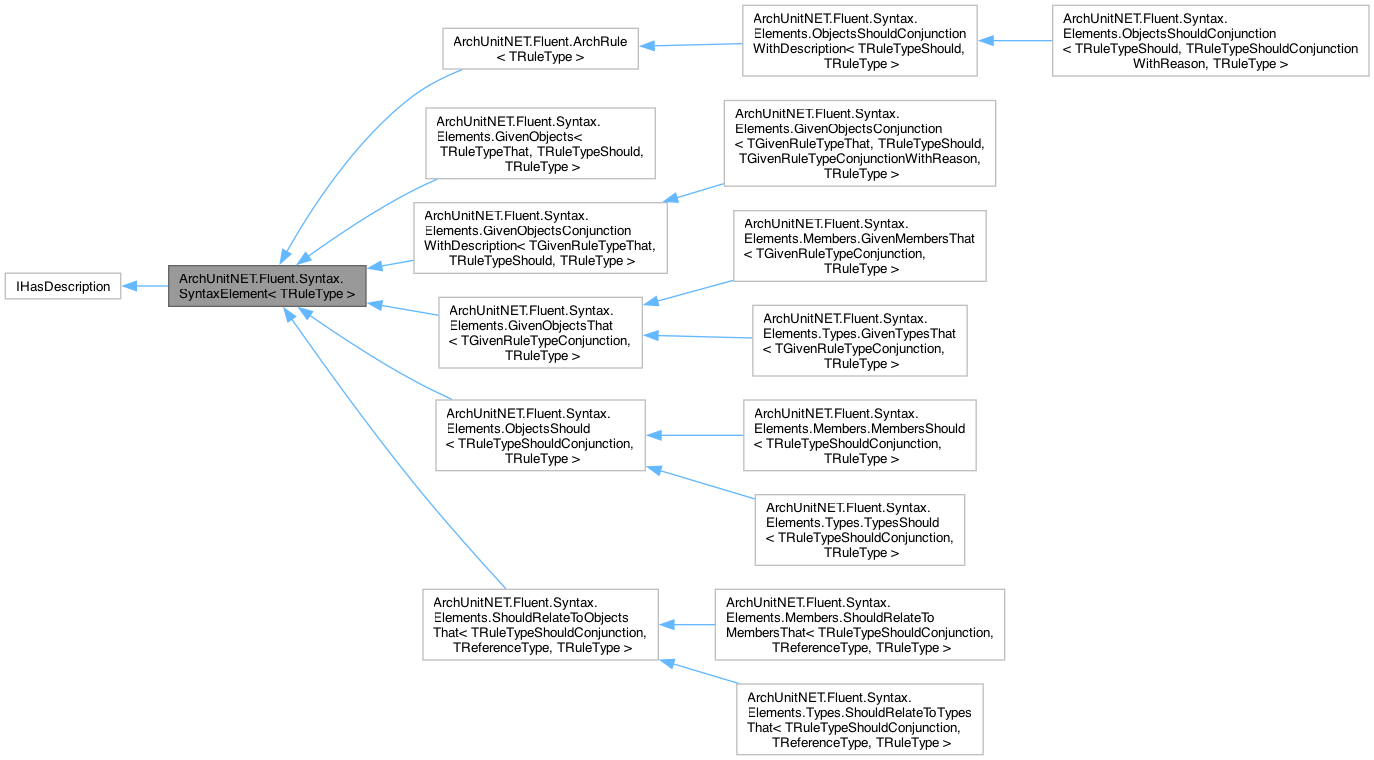 IHasDescription
ArchUnitNET.Fluent.Syntax.
SyntaxElement< TRuleType >
ArchUnitNET.Fluent.ArchRule
< TRuleType >
ArchUnitNET.Fluent.Syntax.
Elements.ObjectsShouldConjunction
WithDescription< TRuleTypeShould,
TRuleType >
ArchUnitNET.Fluent.Syntax.
Elements.ObjectsShouldConjunction
< TRuleTypeShould, TRuleTypeShouldConjunction
WithReason, TRuleType >
ArchUnitNET.Fluent.Syntax.
Elements.GivenObjects<
TRuleTypeThat, TRuleTypeShould,
TRuleType >
ArchUnitNET.Fluent.Syntax.
Elements.GivenObjectsConjunction
WithDescription< TGivenRuleTypeThat,
TRuleTypeShould, TRuleType >
ArchUnitNET.Fluent.Syntax.
Elements.GivenObjectsConjunction
< TGivenRuleTypeThat, TRuleTypeShould,
TGivenRuleTypeConjunctionWithReason,
TRuleType >
ArchUnitNET.Fluent.Syntax.
Elements.GivenObjectsThat
< TGivenRuleTypeConjunction,
TRuleType >
ArchUnitNET.Fluent.Syntax.
Elements.Members.GivenMembersThat
< TGivenRuleTypeConjunction,
TRuleType >
ArchUnitNET.Fluent.Syntax.
Elements.Types.GivenTypesThat
< TGivenRuleTypeConjunction,
TRuleType >
ArchUnitNET.Fluent.Syntax.
Elements.ObjectsShould
< TRuleTypeShouldConjunction,
TRuleType >
ArchUnitNET.Fluent.Syntax.
Elements.Members.MembersShould
< TRuleTypeShouldConjunction,
TRuleType >
ArchUnitNET.Fluent.Syntax.
Elements.Types.TypesShould
< TRuleTypeShouldConjunction,
TRuleType >
ArchUnitNET.Fluent.Syntax.
Elements.ShouldRelateToObjects
That< TRuleTypeShouldConjunction,
TReferenceType, TRuleType >
ArchUnitNET.Fluent.Syntax.
Elements.Members.ShouldRelateTo
MembersThat< TRuleTypeShouldConjunction,
TReferenceType, TRuleType >
ArchUnitNET.Fluent.Syntax.
Elements.Types.ShouldRelateToTypes
That< TRuleTypeShouldConjunction,
TReferenceType, TRuleType >